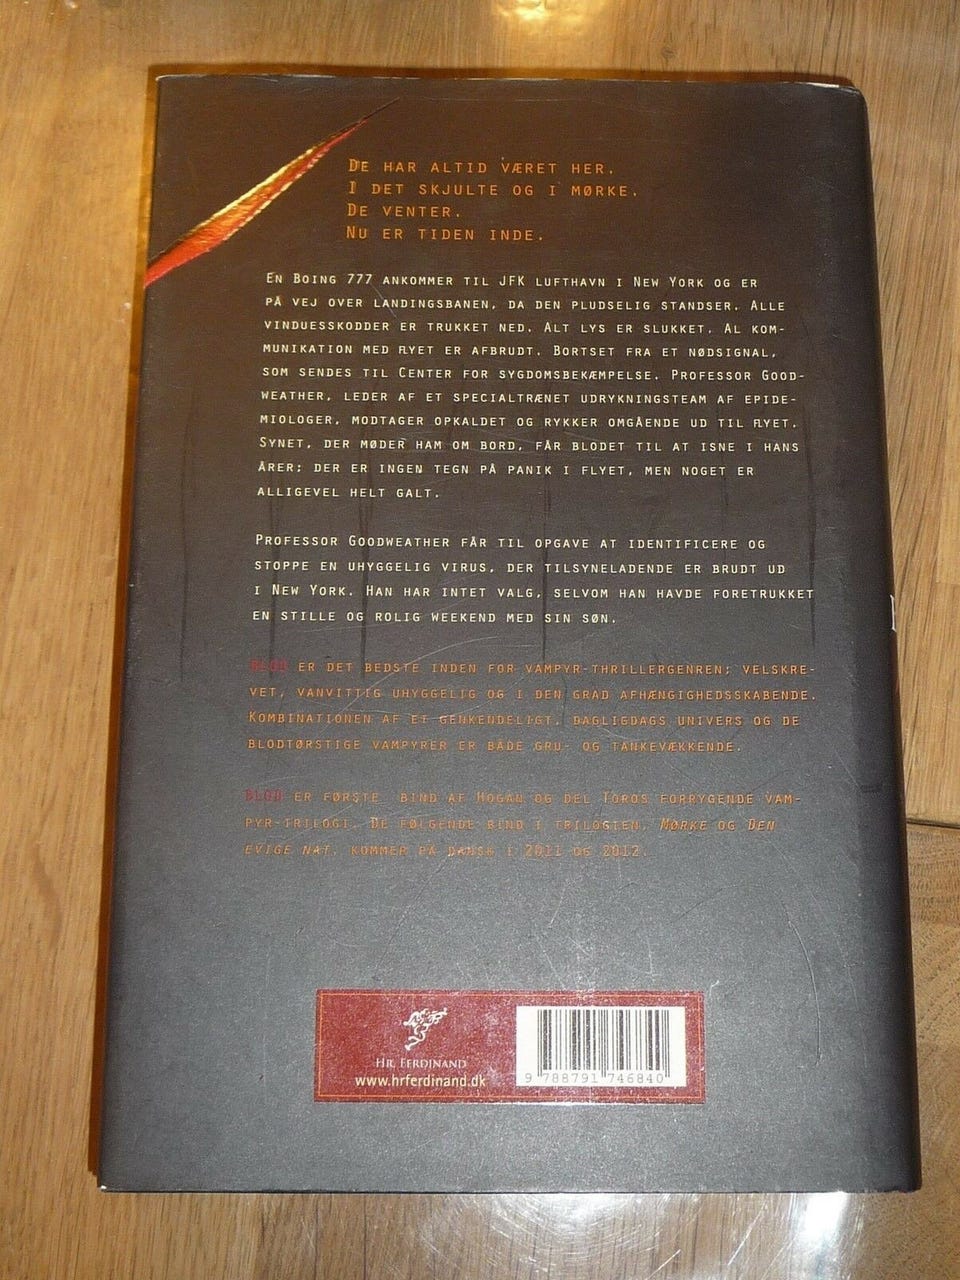 De har altid været her.
I det skjulte og i mørke.
De venter.
Nu er tiden inde.
En Boing 777 ankommer til JFK lufthavn i New York og er
på vej over landingsbanen, da den pludselig standser. Alle
vinduesskodder er trukket ned. Alt lys er slukket. Al kom-
munikation med flyet er afbrudt. Bortset fra et nødsignal,
som sendes til Center for sygdomsbekæmpelse. Professor Good-
weather, leder af et specialtrænet udrykningsteam af epide-
miologer, modtager opkaldet og rykker omgående ud til flyet.
Synet, der møder ham om bord, får blodet til at isne i hans
årer: der er ingen tegn på panik i flyet, men noget er
alligevel helt galt.
Professor Goodweather får til opgave at identificere og
stoppe en uhyggelig virus, der tilsyneladende er brudt ud
i New York. Han har intet valg, selvom han havde foretrukket
en stille og rolig weekend med sin søn.
Blod er det bedste inden for vampyr-thrillergenren; velskre-
vet, vanvittig uhyggelig og i den grad afhængighedsskabende.
Kombinationen af et genkendeligt, dagligdags univers og de
blodtørstige vampyrer er både gru- og tankevækkende.
Blod er første bind af Hogan og del Toros forrygende vam-
pyr-trilogi. De følgende bind i trilogien, Mørke og Den
evige nat, kommer på dansk i 2011 og 2012.
Hr. Ferdinand
www.hrferdinand.dk
9 788791 746840